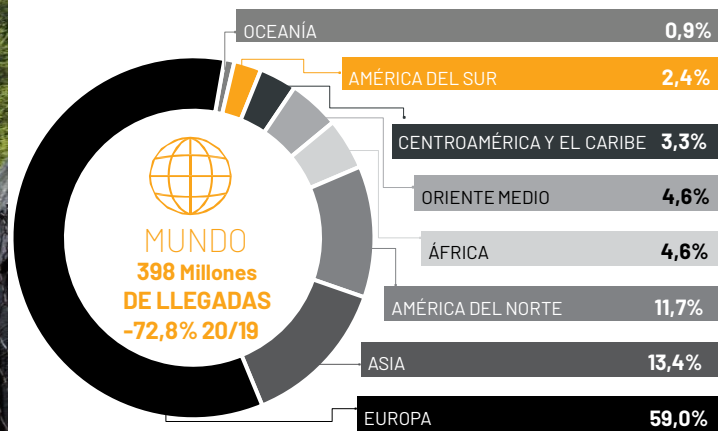 OCEANÍA 0,9%
AMÉRICA DEL SUR 2,4%
CENTROAMÉRICA Y EL CARIBE 3,3%
ORIENTE MEDIO 4,6%
ÁFRICA 4,6%
AMÉRICA DEL NORTE 11,7%
ASIA 13,4%
EUROPA 59,0%
MUNDO
398 Millones
DE LLEGADAS
-72,8% 20/19